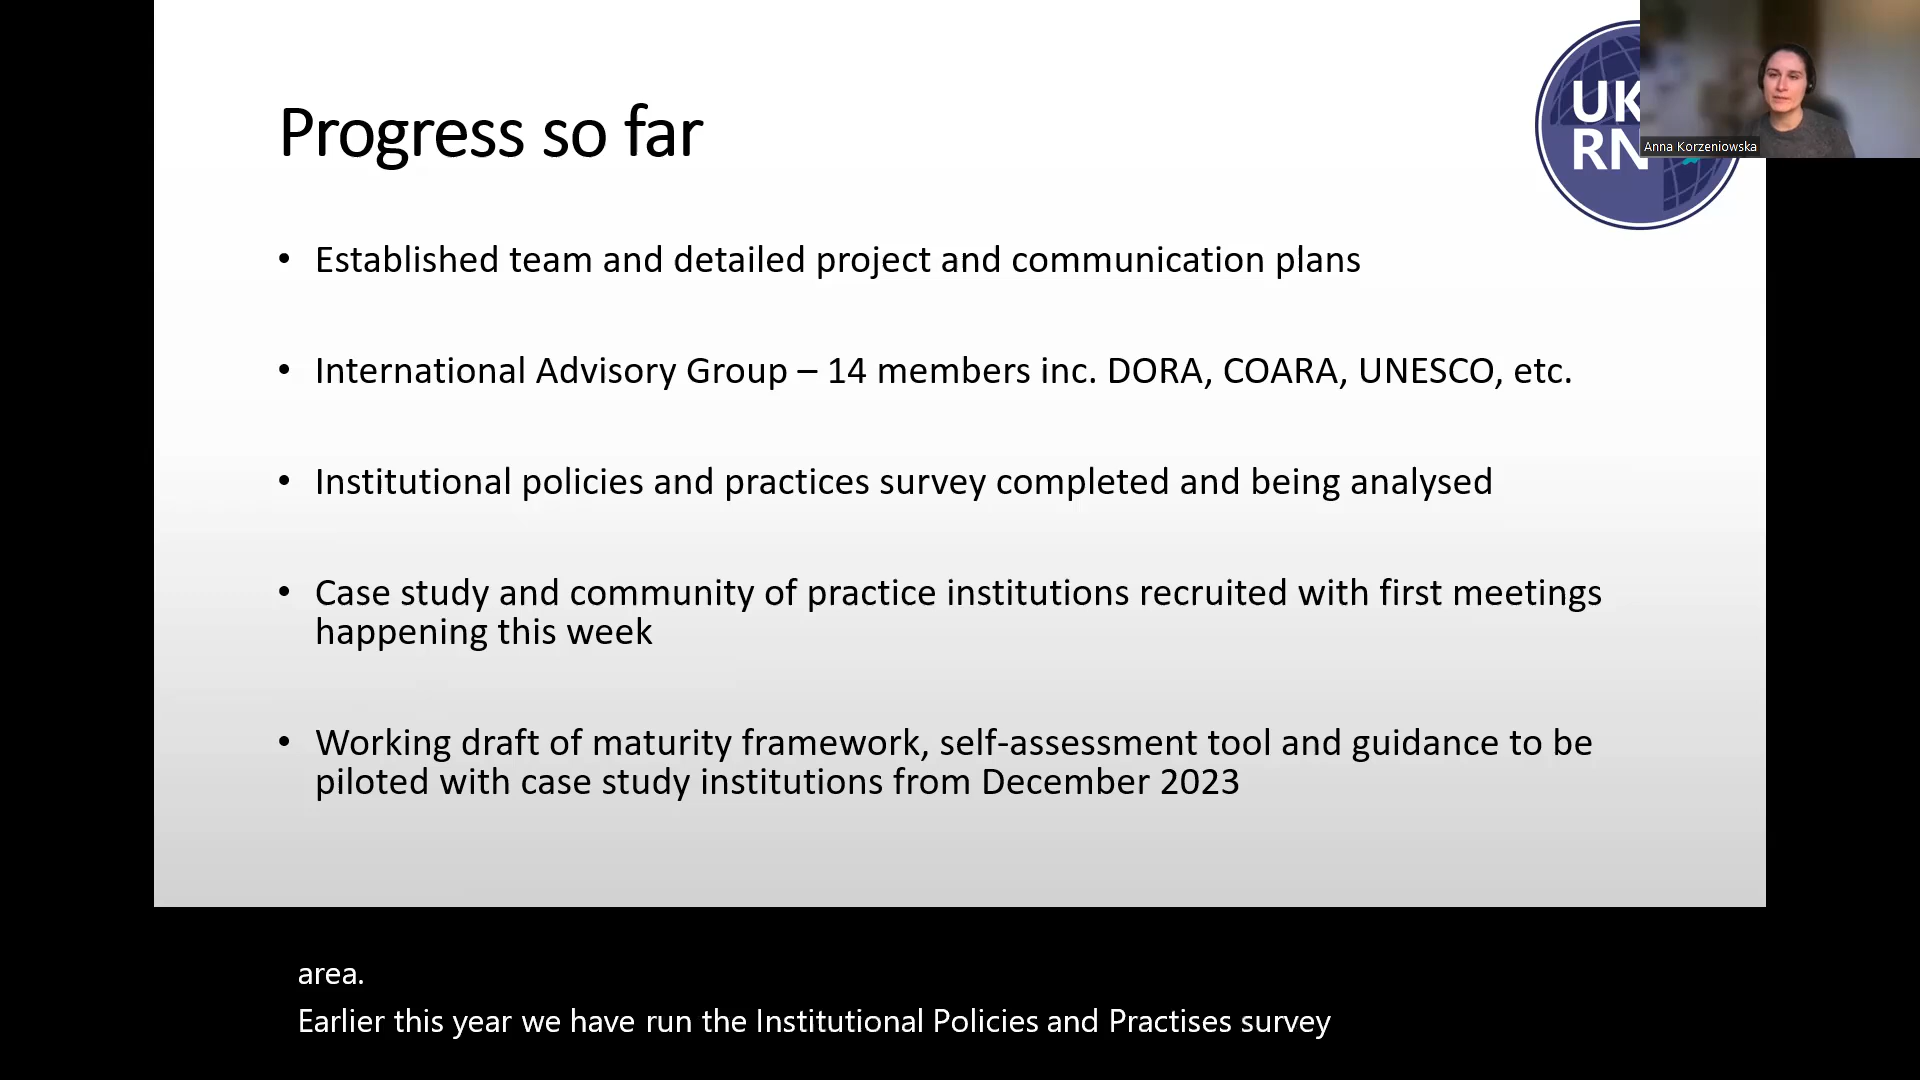 Progress so far
UK
RN
Anna Korzeniowska
• Established team and detailed project and communication plans
• International Advisory Group – 14 members inc. DORA, COARA, UNESCO, etc.
• Institutional policies and practices survey completed and being analysed
• Case study and community of practice institutions recruited with first meetings
happening this week
• Working draft of maturity framework, self-assessment tool and guidance to be
piloted with case study institutions from December 2023
area.
Earlier this year we have run the Institutional Policies and Practises survey